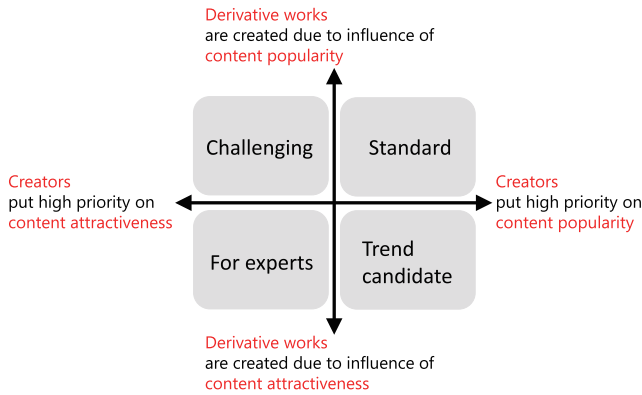 Derivative works
are created due to influence of
content popularity
Challenging
Standard
Creators
put high priority on
content attractiveness
Creators
put high priority on
content popularity
For experts
Trend
candidate
Derivative works
are created due to influence of
content attractiveness